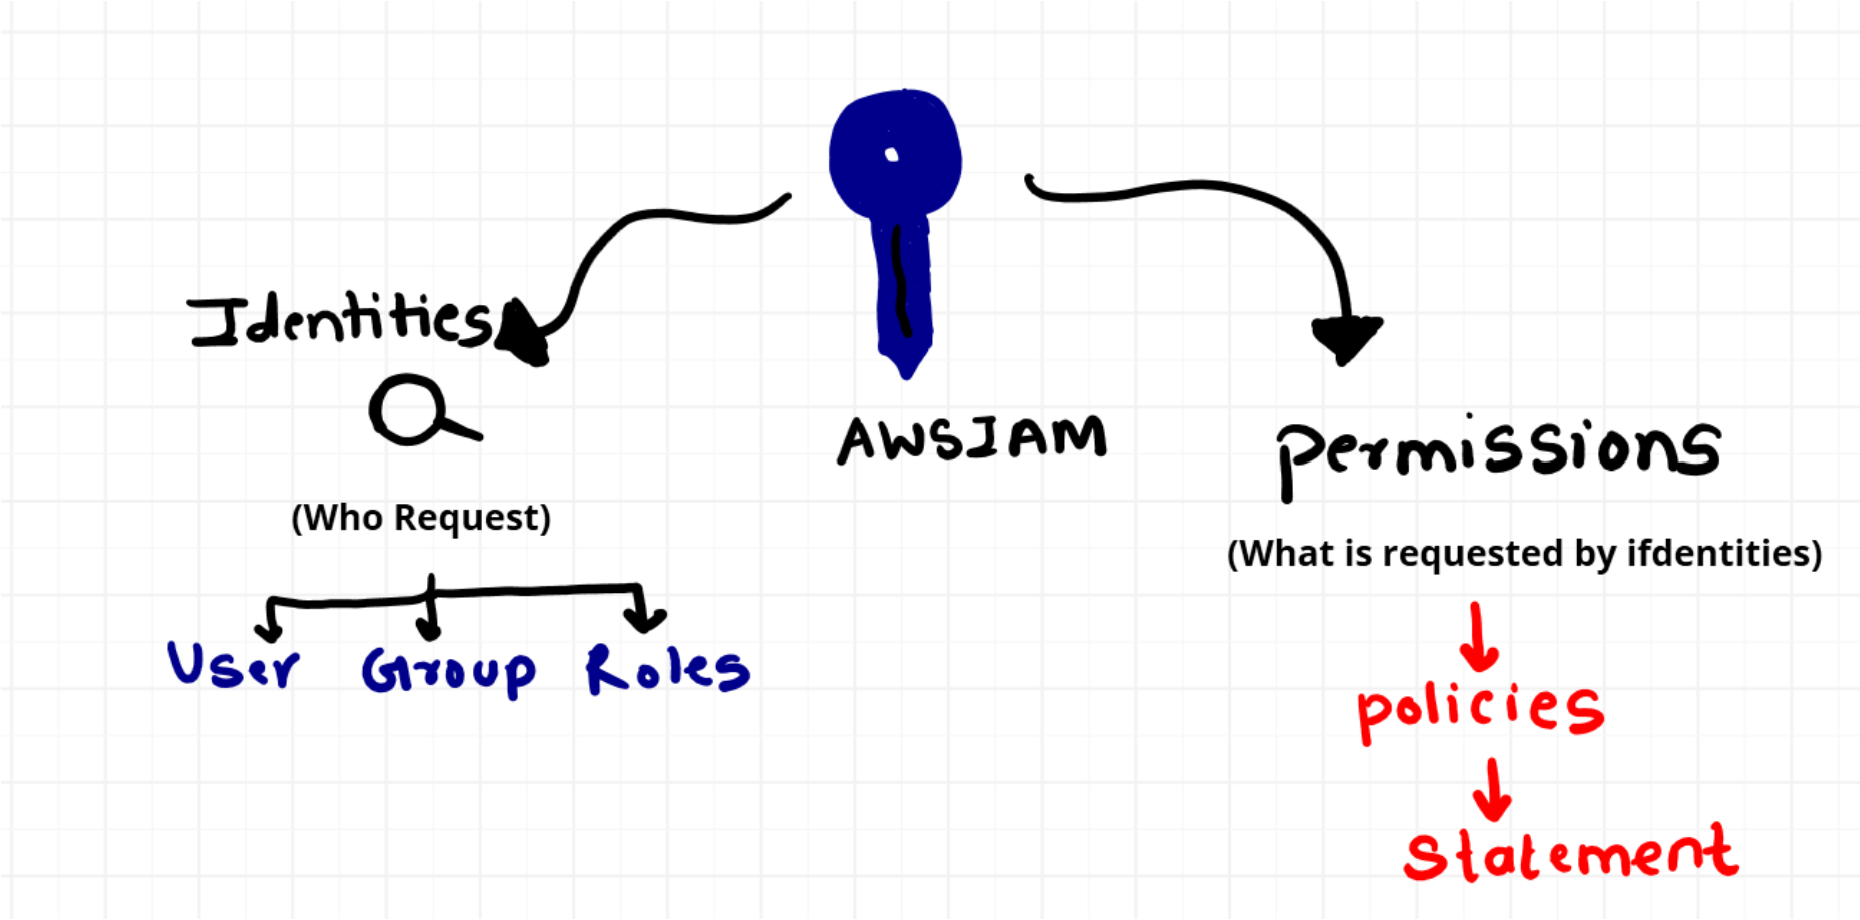 Identities
(Who Request)
User Group Roles
AWSIAM
permissions
(What is requested by ifdentities)
policies
Statement